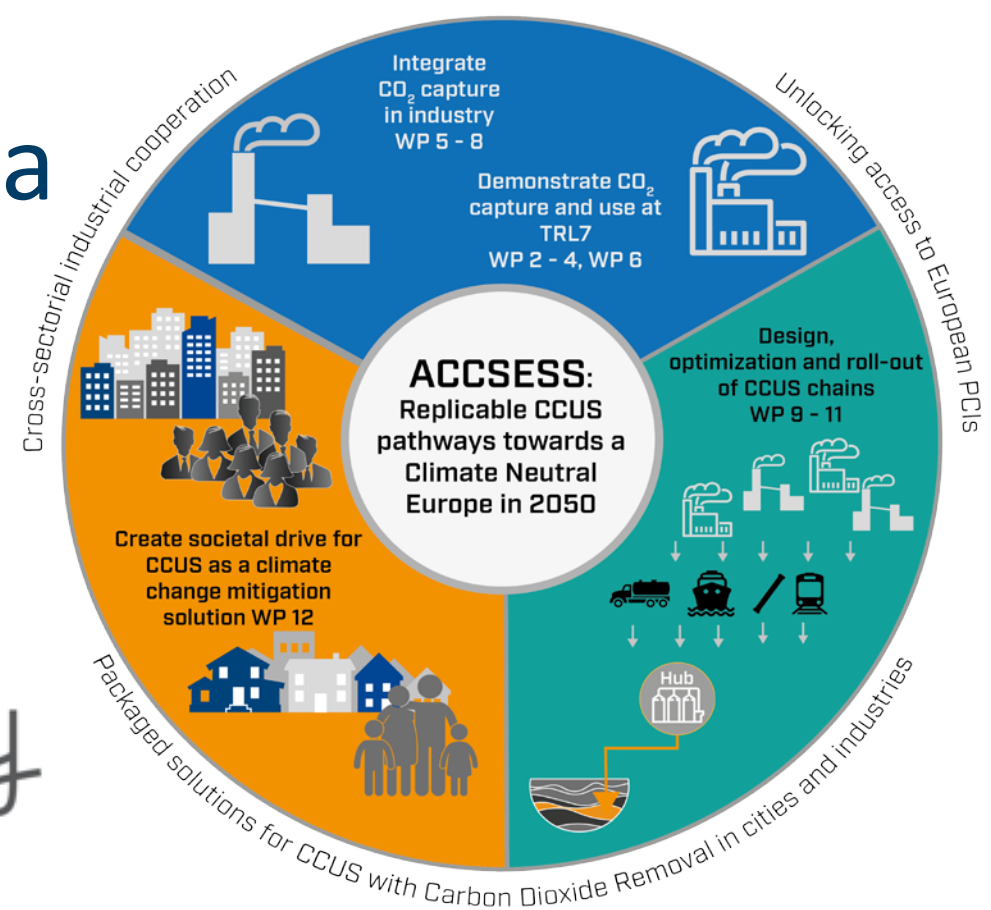 a
Cross-sectorial industrial cooperation
Unlocking access to European PCIs
Integrate
CO₂ capture
in industry
WP 5 - 8
Demonstrate CO₂
capture and use at
TRL7
WP 2 - 4, WP 6
ACCSESS:
Replicable CCUS
pathways towards a
Climate Neutral
Europe in 2050
Design,
optimization and roll-out
of CCUS chains
WP 9 - 11
Hub
Create societal drive for
CCUS as a climate
change mitigation
solution WP 12
Packaged solutions for CCUS with Carbon Dioxide Removal in cities and industries